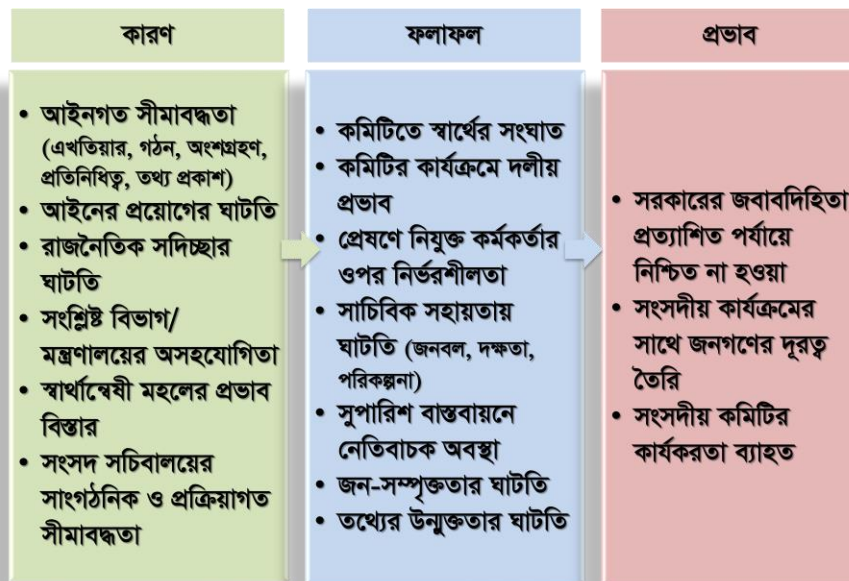 কারণ
• আইনগত সীমাবদ্ধতা
(এখতিয়ার, গঠন, অংশগ্রহণ,
প্রতিনিধিত্ব, তথ্য প্রকাশ)
• আইনের প্রয়োগের ঘাটতি
• রাজনৈতিক সদিচ্ছার
ঘাটতি
• সংশ্লিষ্ট বিভাগ/
মন্ত্রণালয়ের অসহযোগিতা
• স্বার্থান্বেষী মহলের প্রভাব
বিস্তার
• সংসদ সচিবালয়ের
সাংগঠনিক ও প্রক্রিয়াগত
সীমাবদ্ধতা
ফলাফল
• কমিটিতে স্বার্থের সংঘাত
• কমিটির কার্যক্রমে দলীয়
প্রভাব
• প্রেষণে নিযুক্ত কর্মকর্তার
ওপর নির্ভরশীলতা
• সাচিবিক সহায়তায়
ঘাটতি (জনবল, দক্ষতা,
পরিকল্পনা)
• সুপারিশ বাস্তবায়নে
নেতিবাচক অবস্থা
• জন-সম্পৃক্ততার ঘাটতি
• তথ্যের উন্মুক্ততার ঘাটতি
প্রভাব
• সরকারের জবাবদিহিতা
প্রত্যাশিত পর্যায়ে
নিশ্চিত না হওয়া
• সংসদীয় কার্যক্রমের
সাথে জনগণের দূরত্ব
তৈরি
• সংসদীয় কমিটির
কার্যকরতা ব্যাহত